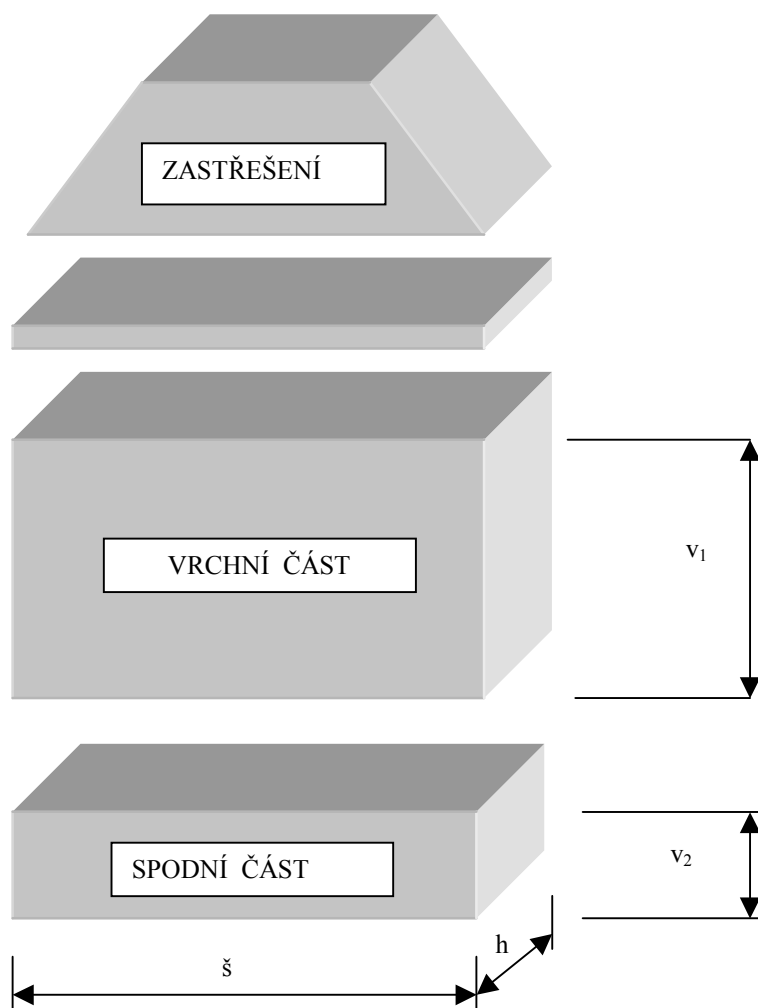 ZASTŘEŠENÍ
VRCHNÍ ČÁST
v₁
SPODNÍ ČÁST
v₂
h
š